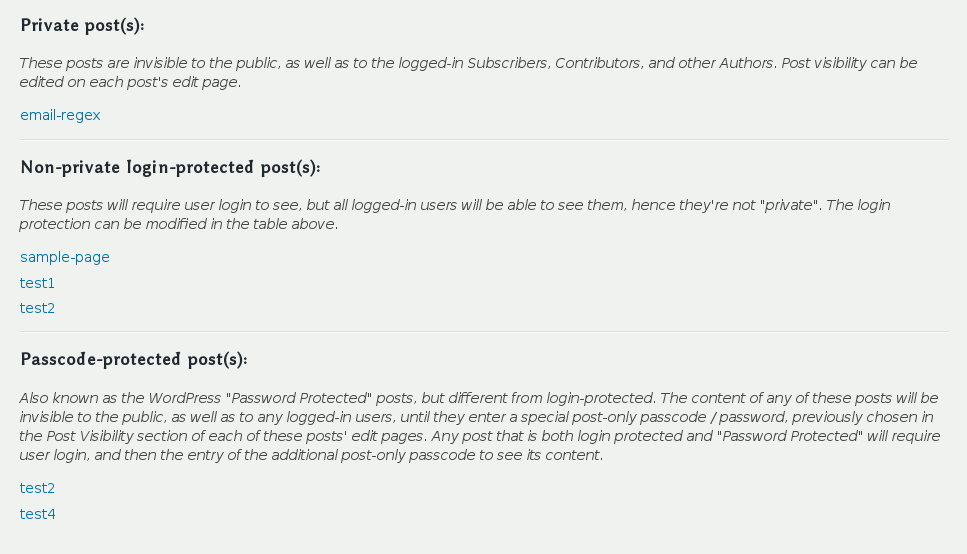 Private post(s):
These posts are invisible to the public, as well as to the logged-in Subscribers, Contributors, and other Authors. Post visibility can be
edited on each post's edit page.
email-regex
Non-private login-protected post(s):
These posts will require user login to see, but all logged-in users will be able to see them, hence they're not "private". The login
protection can be modified in the table above.
sample-page
test1
test2
Passcode-protected post(s):
Also known as the WordPress "Password Protected" posts, but different from login-protected. The content of any of these posts will be
invisible to the public, as well as to any logged-in users, until they enter a special post-only passcode / password, previously chosen in
the Post Visibility section of each of these posts' edit pages. Any post that is both login protected and "Password Protected" will require
user login, and then the entry of the additional post-only passcode to see its content.
test2
test4